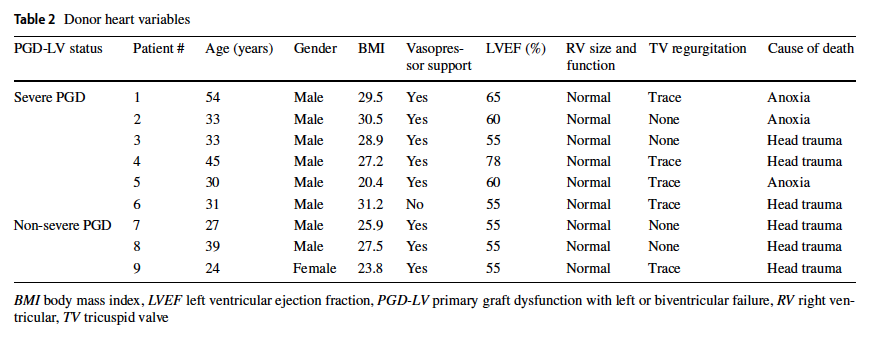 Table 2 Donor heart variables
PGD-LV status Patient # Age (years) Gender BMI Vasopres- LVEF (%) RV size and TV regurgitation Cause of death
sor support function
Severe PGD 1 54 Male 29.5 Yes 65 Normal Trace Anoxia
2 33 Male 30.5 Yes 60 Normal None Anoxia
3 33 Male 28.9 Yes 55 Normal None Head trauma
4 45 Male 27.2 Yes 78 Normal Trace Head trauma
5 30 Male 20.4 Yes 60 Normal Trace Anoxia
6 31 Male 31.2 No 55 Normal Trace Head trauma
Non-severe PGD 7 27 Male 25.9 Yes 55 Normal None Head trauma
8 39 Male 27.5 Yes 55 Normal None Head trauma
9 24 Female 23.8 Yes 55 Normal Trace Head trauma
BMI body mass index, LVEF left ventricular ejection fraction, PGD-LV primary graft dysfunction with left or biventricular failure, RV right ven-
tricular, TV tricuspid valve